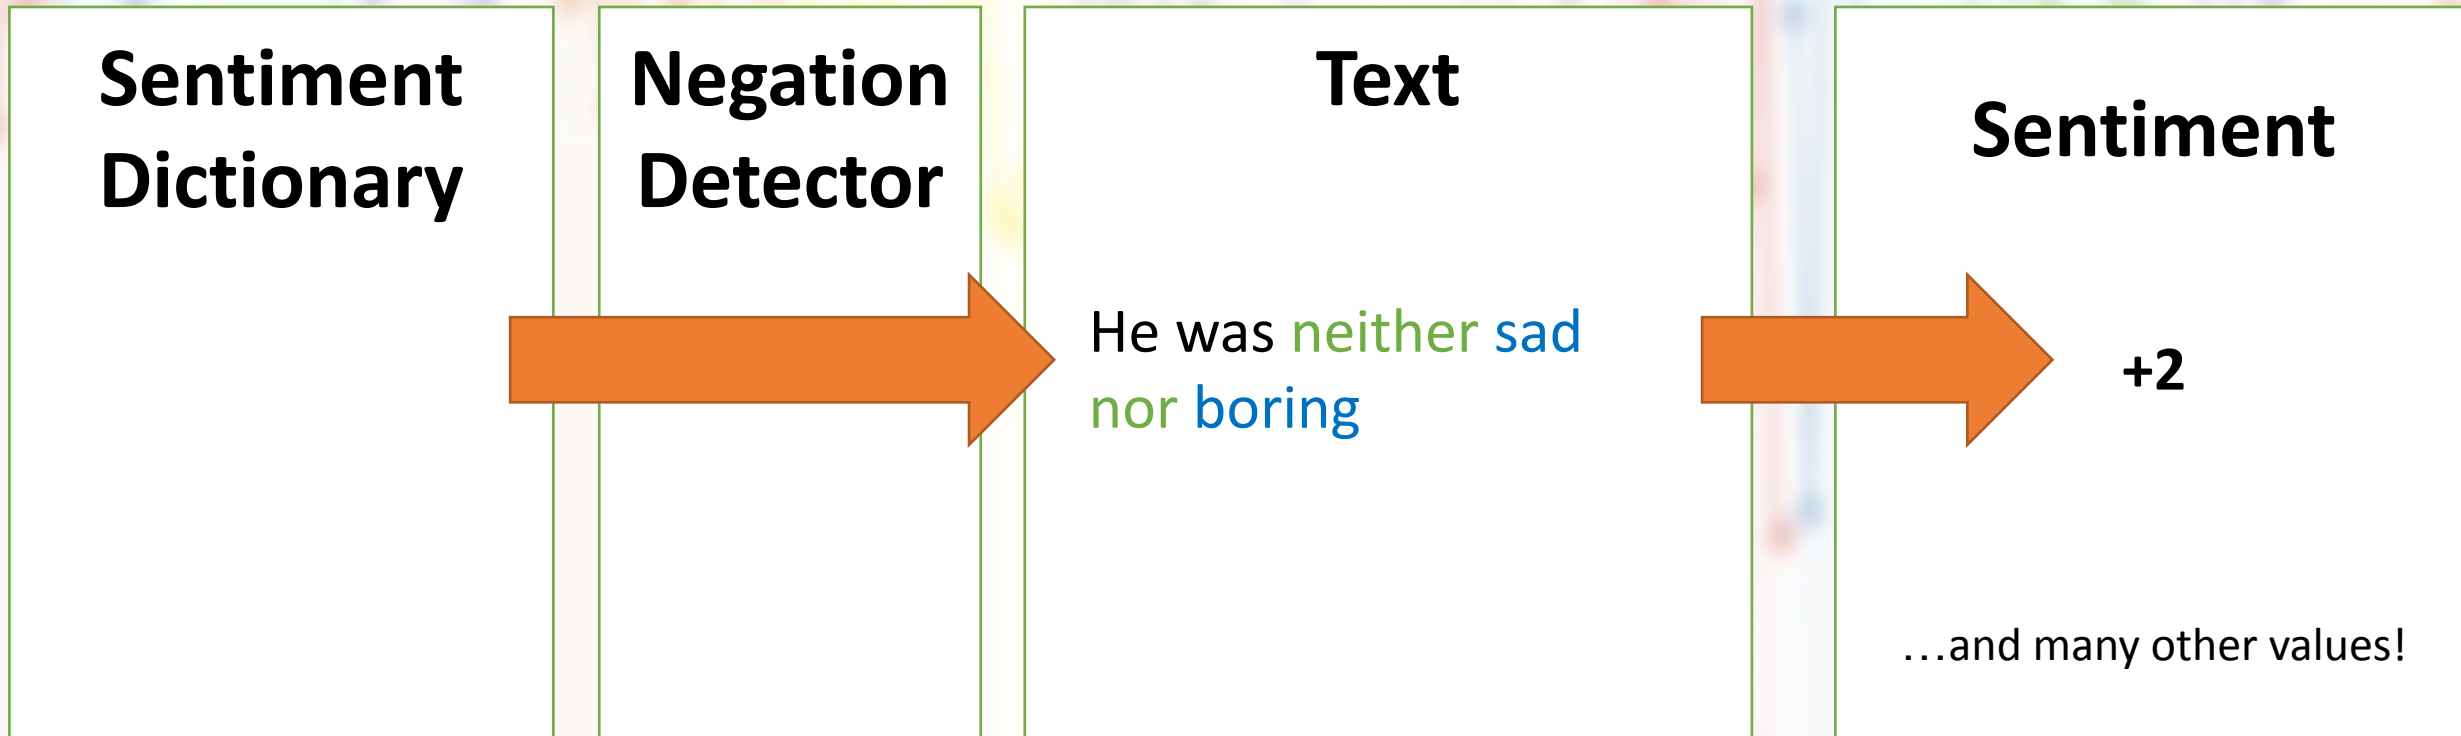 Sentiment
Dictionary
Negation
Detector
Text
He was neither sad
nor boring
Sentiment
+2
…and many other values!